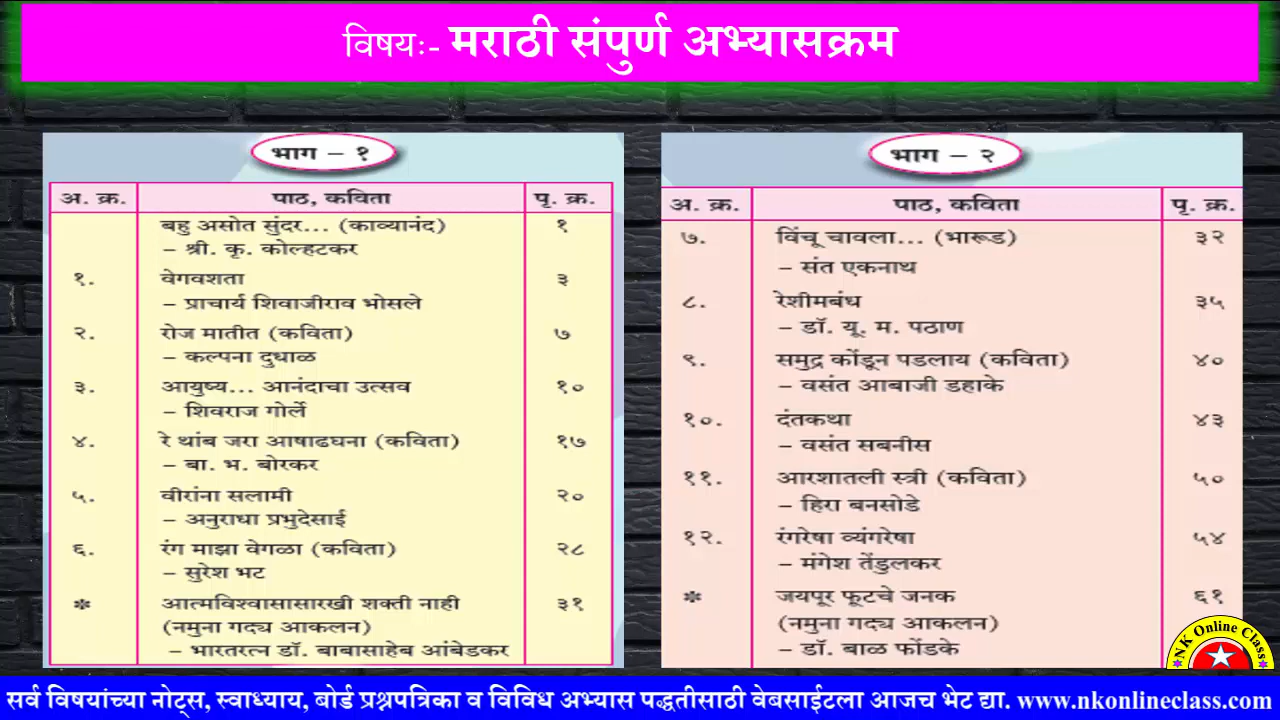 विषयः- मराठी संपुर्ण अभ्यासक्रम
भाग – १
अ. क्र. पाठ, कविता पृ. क्र.
बहु असोत सुंदर... (काव्यानंद) १
– श्री. कृ. कोल्हटकर
१. वेगवशता ३
– प्राचार्य शिवाजीराव भोसले
२. रोज मातीत (कविता) ७
– कल्पना दुधाळ
३. आयुष्य... आनंदाचा उत्सव १०
– शिवराज गोर्ले
४. रे थांब जरा आषाढघना (कविता) १७
– बा. भ. बोरकर
५. वीरांना सलामी २०
– अनुराधा प्रभुदेसाई
६. रंग माझा वेगळा (कविता) २८
– सुरेश भट
* आत्मविश्वासासारखी शक्ती नाही ३१
(नमुना गद्य आकलन)
– भारतरत्न डॉ. बाबासाहेब आंबेडकर
भाग – २
अ. क्र. पाठ, कविता पृ. क्र.
७. विंचू चावला... (भारूड) ३२
– संत एकनाथ
८. रेशीमबंध ३५
– डॉ. यू. म. पठाण
९. समुद्र कोंडून पडलाय (कविता) ४०
– वसंत आबाजी डहाके
१०. दंतकथा ४३
– वसंत सबनीस
११. आरशातली स्त्री (कविता) ५०
– हिरा बनसोडे
१२. रंगरेषा व्यंगरेषा ५४
– मंगेश तेंडुलकर
* जयपूर फूटचे जनक ६१
(नमुना गद्य आकलन)
– डॉ. बाळ फोंडके
NK Online Class
सर्व विषयांच्या नोट्स, स्वाध्याय, बोर्ड प्रश्नपत्रिका व विविध अभ्यास पद्धतीसाठी वेबसाईटला आजच भेट द्या. www.nkonlineclass.com